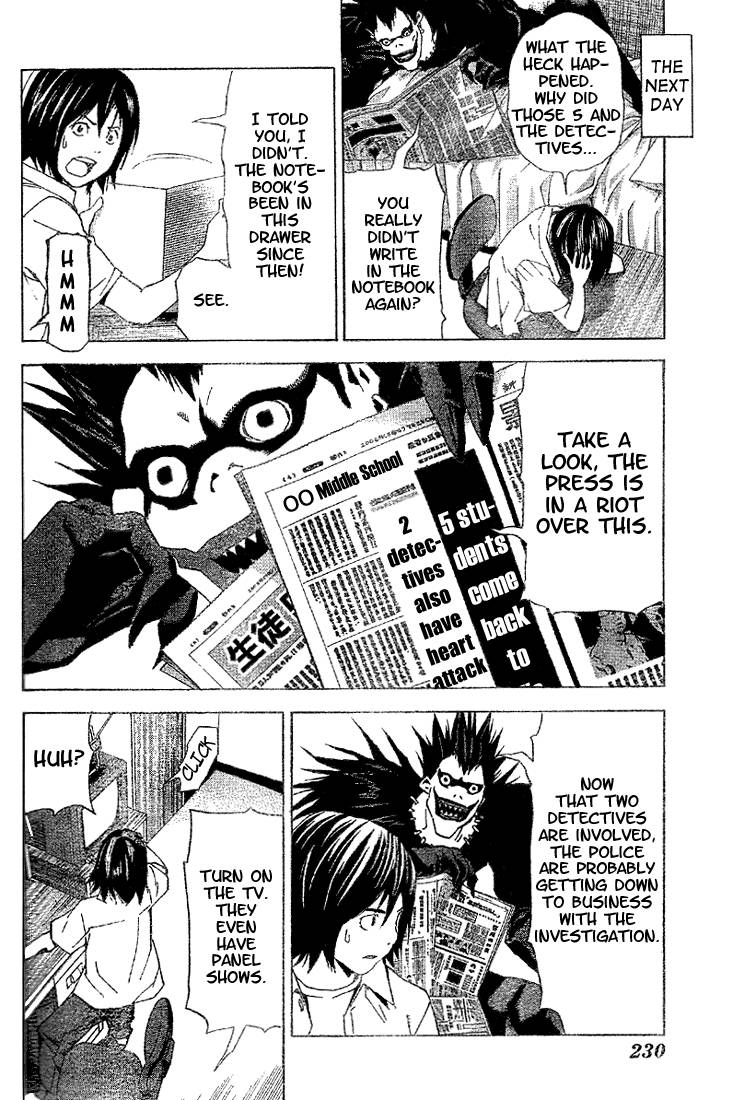 THE
NEXT
DAY
WHAT THE
HECK HAP-
PENED.
WHY DID
THOSE 5 AND
THE DETEC-
TIVES...
YOU
REALLY
DIDN'T
WRITE
IN THE
NOTEBOOK
AGAIN?
I TOLD
YOU, I
DIDN'T.
THE NOTE-
BOOK'S
BEEN IN
THIS
DRAWER
SINCE
THEN!
SEE.
HMMM
TAKE A
LOOK, THE
PRESS IS
IN A RIOT
OVER THIS.
OO Middle School
5 stu-
dents
come
back
to
2
detec-
tives
also
have
heart
attack
生徒
NOW
THAT TWO
DETECTIVES
ARE INVOLVED,
THE POLICE
ARE PROBABLY
GETTING DOWN
TO BUSINESS
WITH THE
INVESTIGATION.
CLICK
HUH?
TURN ON
THE TV.
THEY
EVEN
HAVE
PANEL
SHOWS.
230